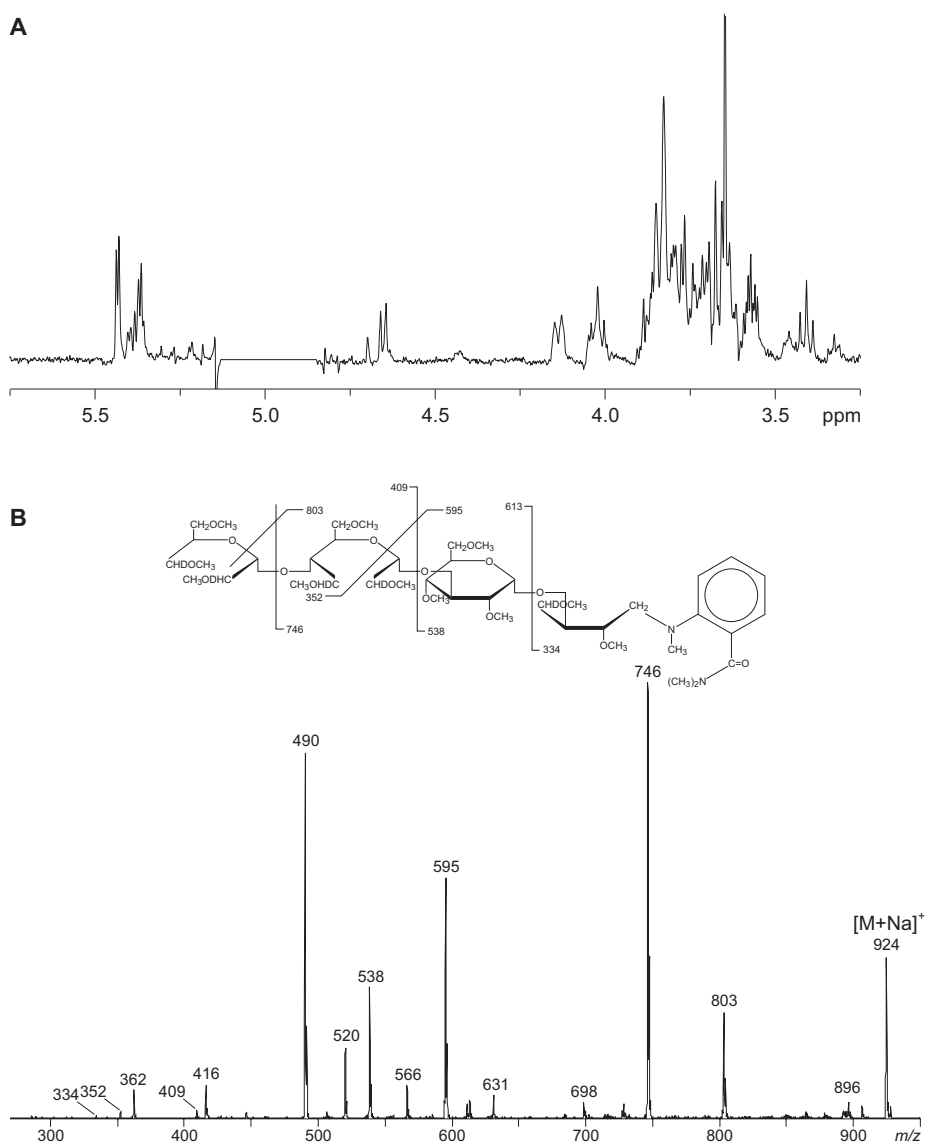 A
5.5 5.0 4.5 4.0 3.5 ppm
B
409
803 595 613
CH₂OCH₃ CH₂OCH₃
O O CH₂OCH₃
CHDOCH₃ O O O O
CH₃OHDC CH₃OHDC CHDOCH₃ CHDOCH₃ CH₂
352 OCH₃ O
OCH₃ OCH₃ N
746 538 334 CH₃ C=O
(CH₃)₂N
746
490
595
[M+Na]⁺
924
538
803
520
334 352 362 409 416 566 631 698 896
300 400 500 600 700 800 m/z